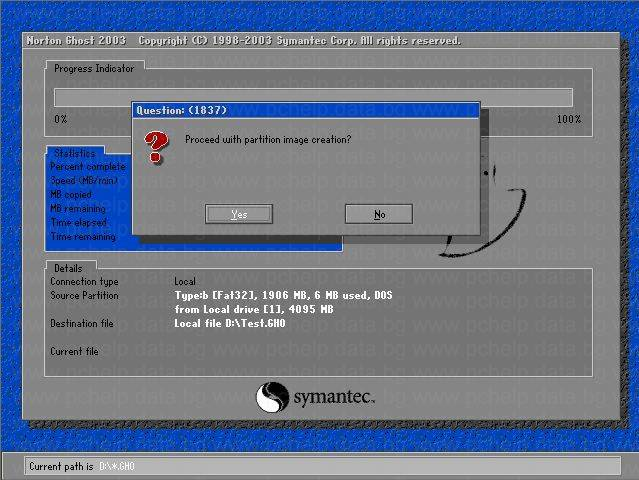 Norton Ghost 2003 Copyright (C) 1998-2003 Symantec Corp. All rights reserved.
Progress Indicator
0% 100%
Question: (1837)
Proceed with partition image creation?
Yes No
Statistics
Percent complete
Speed (MB/min)
MB copied
MB remaining
Time elapsed
Time remaining
Details
Connection type Local
Source Partition Type:b [Fat32], 1906 MB, 6 MB used, DOS
from Local drive [1], 4095 MB
Destination file Local file D:\Test.GHO
Current file
symantec™
Current path is D:\*.GHO